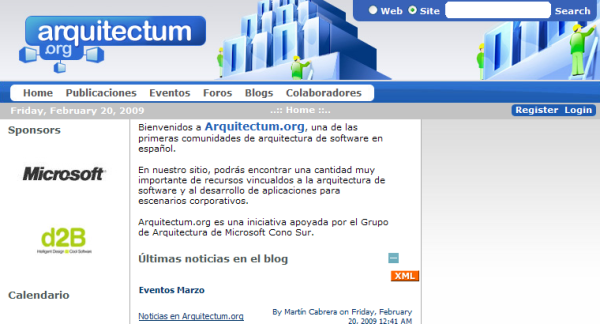 arquitectum
.org
Web Site Search
Home Publicaciones Eventos Foros Blogs Colaboradores
Friday, February 20, 2009 ..:: Home ::.. Register Login
Sponsors
Microsoft
d2B
Intelligent Design & Cool Software
Calendario
Bienvenidos a Arquitectum.org, una de las
primeras comunidades de arquitectura de software en
español.
En nuestro sitio, podrás encontrar una cantidad muy
importante de recursos vincualdos a la arquitectura de
software y al desarrollo de aplicaciones para
escenarios corporativos.
Arquitectum.org es una iniciativa apoyada por el Grupo
de Arquitectura de Microsoft Cono Sur.
Últimas noticias en el blog
XML
Eventos Marzo
Noticias en Arquitectum.org
By Martín Cabrera on Friday, February
20, 2009 12:41 AM